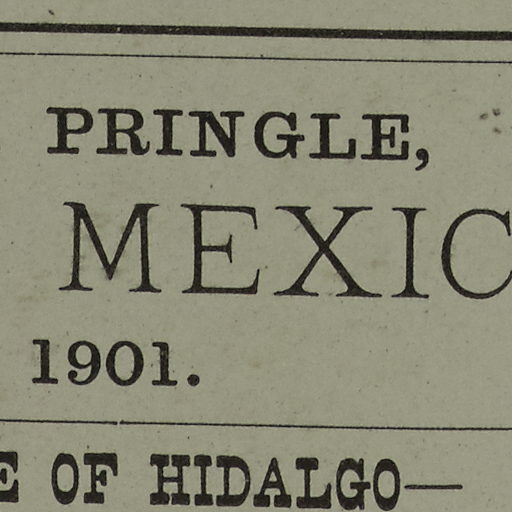 PRINGLE,
MEXIC
1901.
E OF HIDALGO—